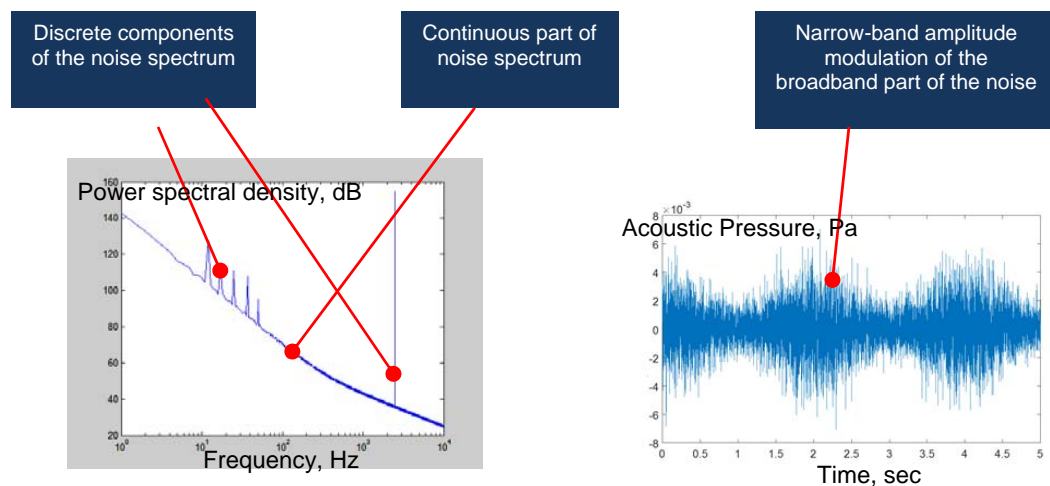 Discrete components
of the noise spectrum
Continuous part of
noise spectrum
Narrow-band amplitude
modulation of the
broadband part of the noise
Power spectral density, dB
160
140
120
100
80
60
40
20
10^0
10^1
10^2
10^3
10^4
Frequency, Hz
×10^-3
Acoustic Pressure, Pa
8
6
4
2
0
-2
-4
-6
-8
0 0.5 1 1.5 2 2.5 3 3.5 4 4.5 5
Time, sec